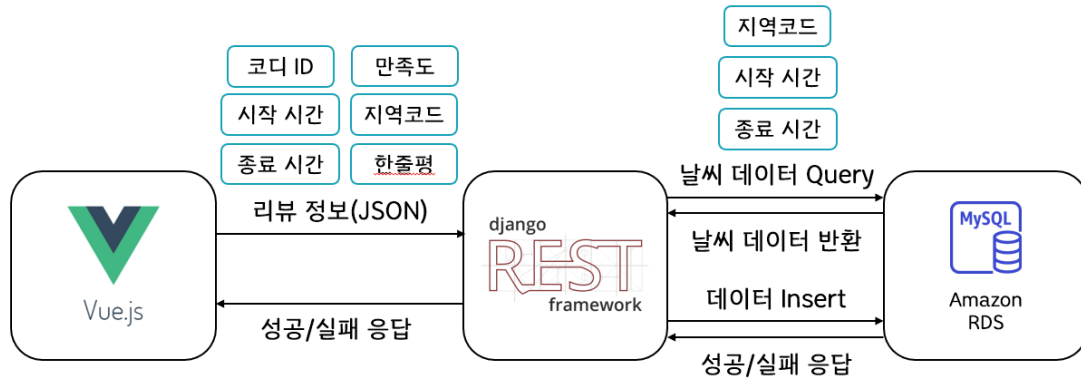 지역코드
코디 ID
만족도
시작 시간
시작 시간
지역코드
종료 시간
종료 시간
한줄평
리뷰 정보(JSON)
날씨 데이터 Query
Vue.js
성공/실패 응답
django
REST
framework
날씨 데이터 반환
데이터 Insert
성공/실패 응답
MySQL
Amazon
RDS